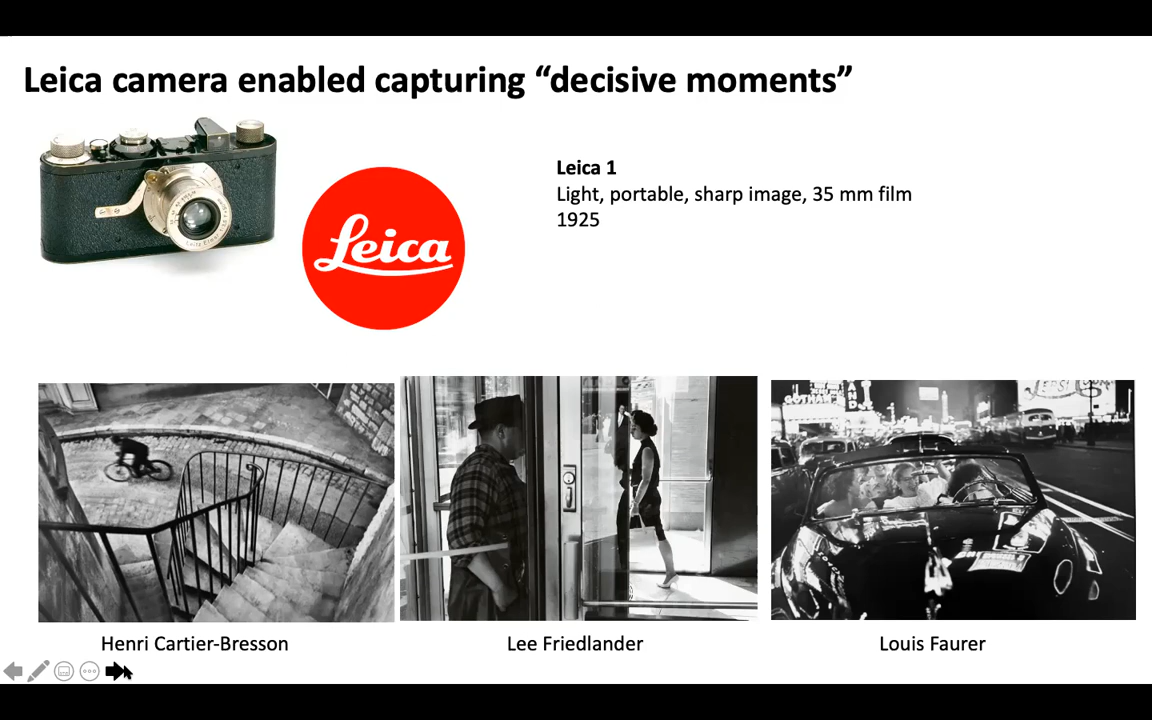 Leica camera enabled capturing “decisive moments”
Leica
Leica 1
Light, portable, sharp image, 35 mm film
1925
Henri Cartier-Bresson
Lee Friedlander
Louis Faurer